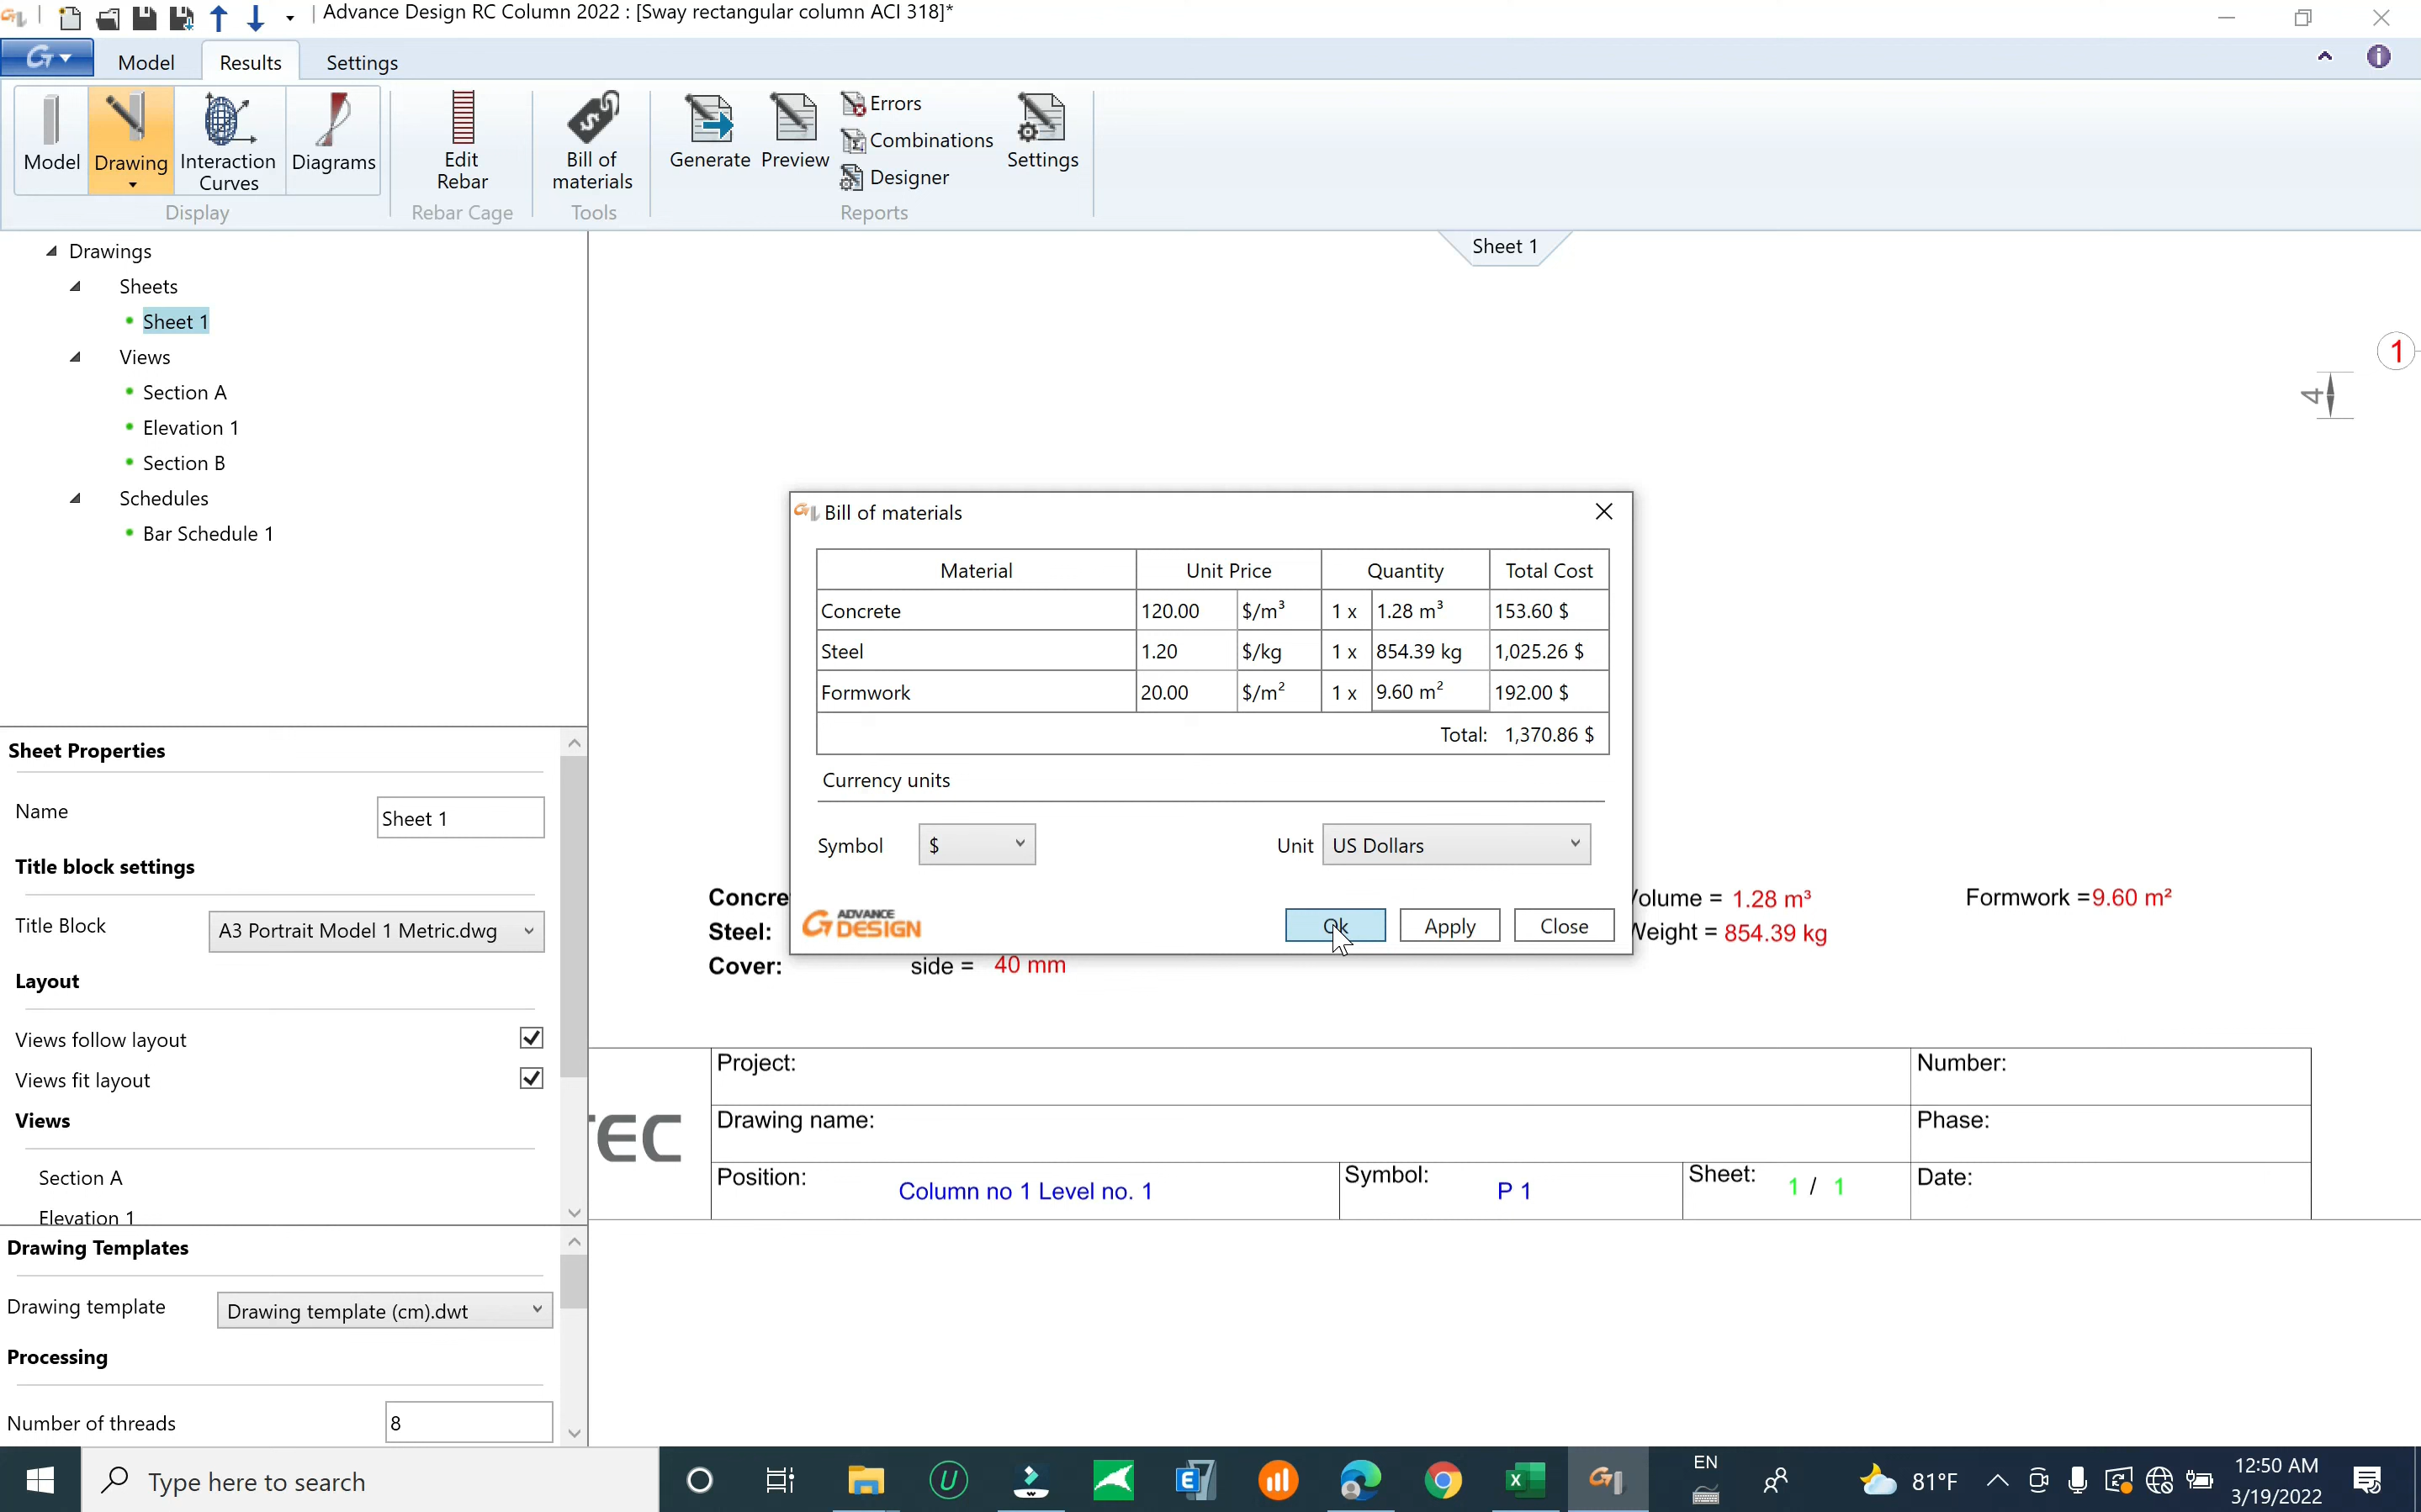 Advance Design RC Column 2022 : [Sway rectangular column ACI 318]*
Model
Results
Settings
Model
Drawing
Interaction Curves
Diagrams
Edit Rebar
Bill of materials
Generate
Preview
Errors
Combinations
Designer
Settings
Display
Rebar Cage
Tools
Reports
Drawings
Sheets
Sheet 1
Views
Section A
Elevation 1
Section B
Schedules
Bar Schedule 1
Sheet 1
1
4
Bill of materials
Material Unit Price Quantity Total Cost
Concrete 120.00 $/m³ 1 x 1.28 m³ 153.60 $
Steel 1.20 $/kg 1 x 854.39 kg 1,025.26 $
Formwork 20.00 $/m² 1 x 9.60 m² 192.00 $
Total: 1,370.86 $
Currency units
Symbol $ Unit US Dollars
ADVANCE DESIGN
Ok Apply Close
Sheet Properties
Name Sheet 1
Title block settings
Title Block A3 Portrait Model 1 Metric.dwg
Layout
Views follow layout
Views fit layout
Views
Section A
Elevation 1
Drawing Templates
Drawing template Drawing template (cm).dwt
Processing
Number of threads 8
Concre olume = 1.28 m³ Formwork =9.60 m²
Steel: Weight = 854.39 kg
Cover: side = 40 mm
TEC
Project: Number:
Drawing name: Phase:
Position: Column no 1 Level no. 1 Symbol: P 1 Sheet: 1 / 1 Date:
Type here to search
EN
81°F
12:50 AM
3/19/2022